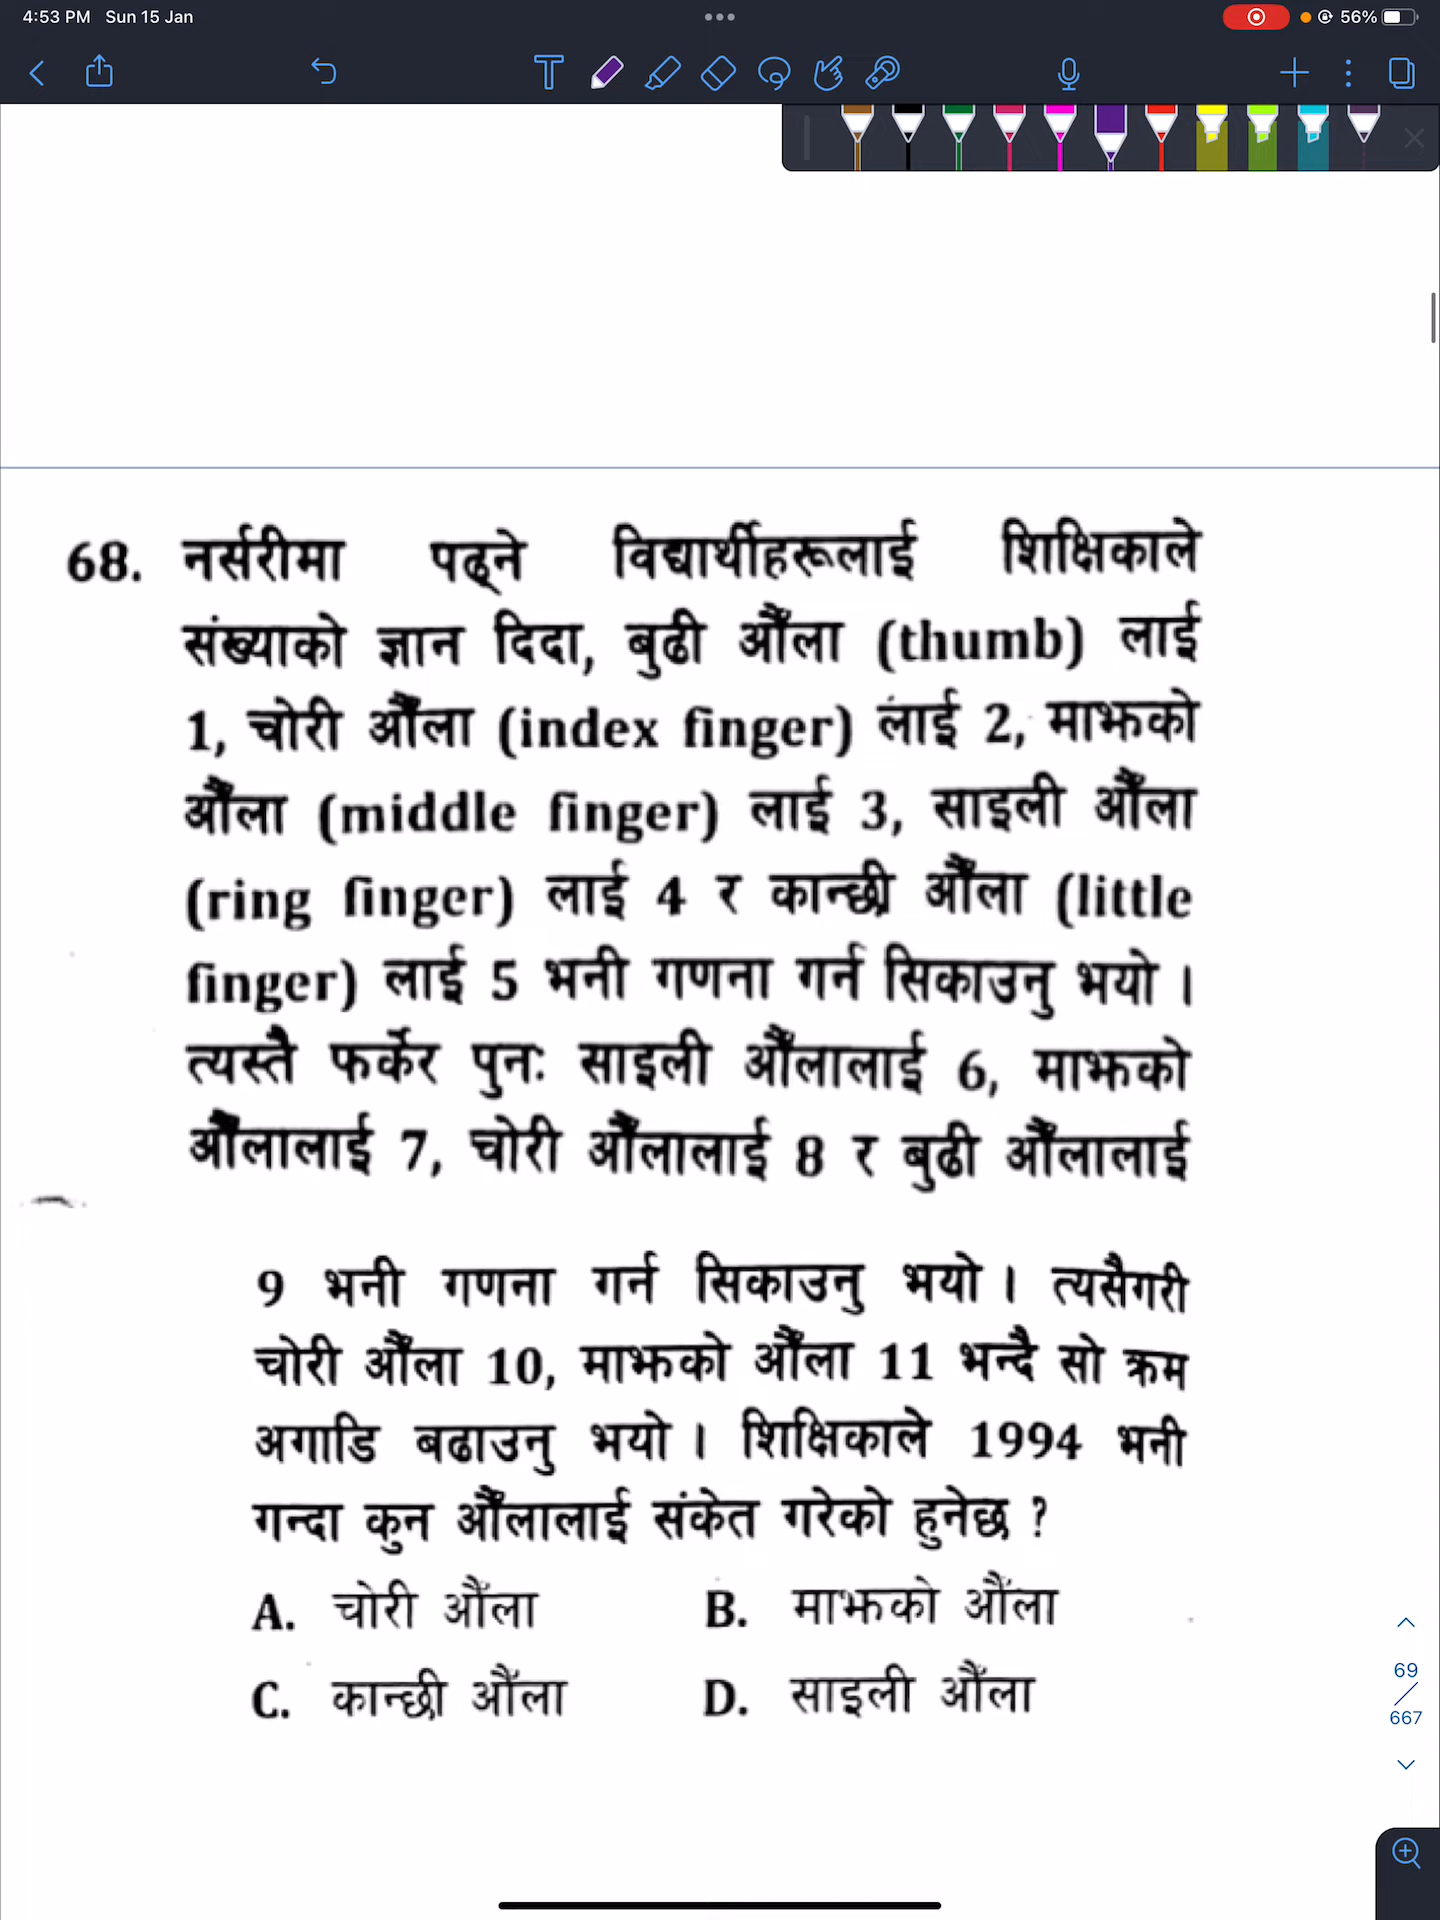 4:53 PM Sun 15 Jan
56%
68. नर्सरीमा पढ्ने विद्यार्थीहरूलाई शिक्षिकाले
संख्याको ज्ञान दिदा, बुढी औंला (thumb) लाई
1, चोरी औंला (index finger) लाई 2, माझको
औंला (middle finger) लाई 3, साइली औंला
(ring finger) लाई 4 र कान्छी औंला (little
finger) लाई 5 भनी गणना गर्न सिकाउनु भयो ।
त्यस्तै फर्केर पुनः साइली औंलालाई 6, माझको
औंलालाई 7, चोरी औंलालाई 8 र बुढी औंलालाई
9 भनी गणना गर्न सिकाउनु भयो । त्यसैगरी
चोरी औंला 10, माझको औंला 11 भन्दै सो क्रम
अगाडि बढाउनु भयो । शिक्षिकाले 1994 भनी
गन्दा कुन औंलालाई संकेत गरेको हुनेछ ?
A. चोरी औंला B. माझको औंला
C. कान्छी औंला D. साइली औंला
69
667